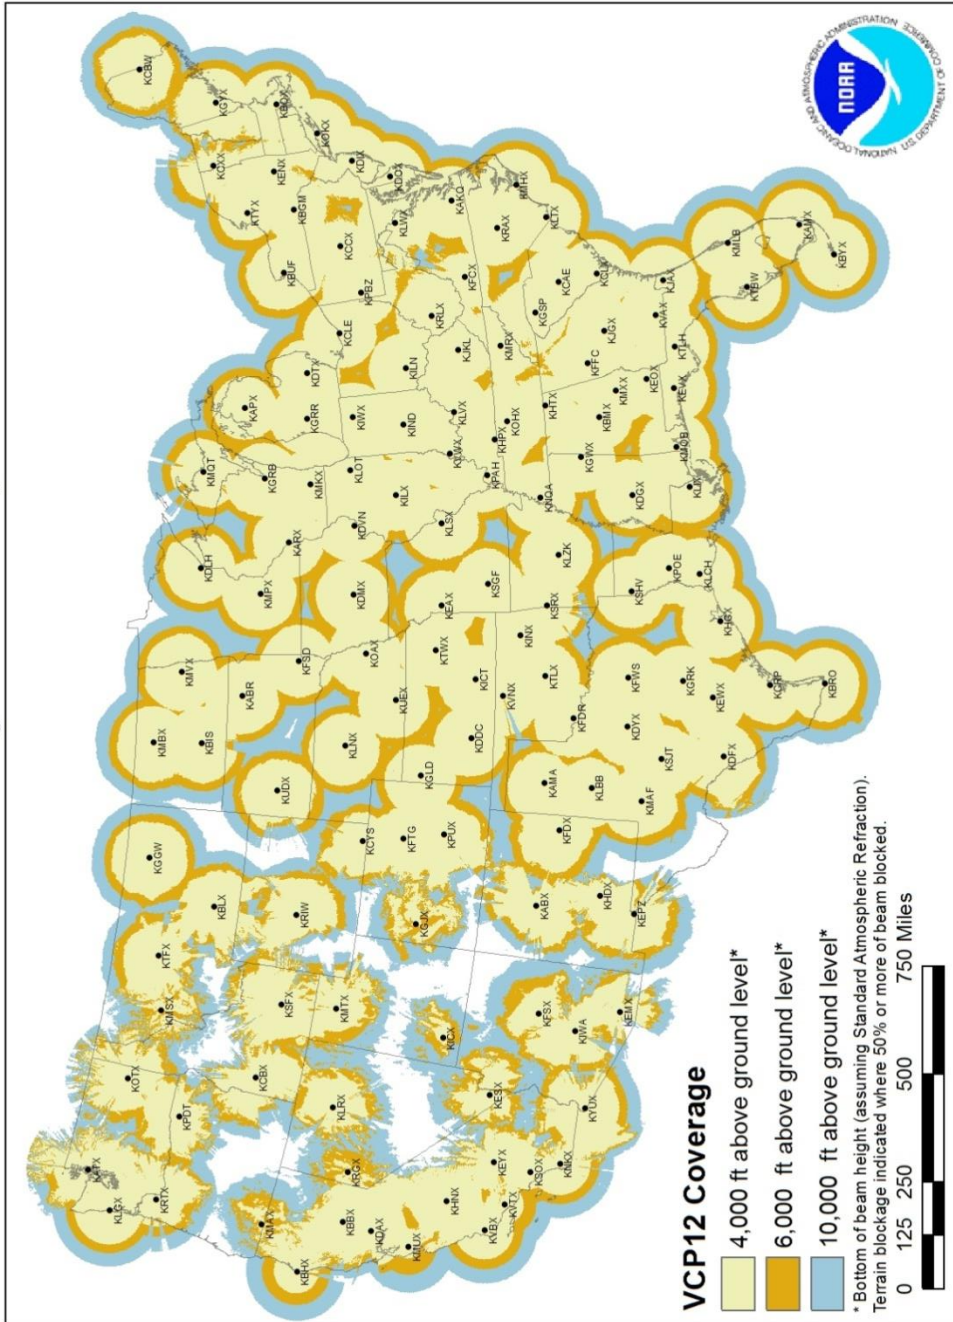 KCBW
KGYX
KCXX
KBOX
KENX
KOKX
KTYX
KBGM
KDIX
KDOX
KBUF
KCCX
KLWX
KAKQ
KMHX
KPBZ
KRAX
KLTX
KCLE
KRLX
KFCX
KCAE
KCLX
KGSP
KJAX
KMLB
KAMX
KBYX
KTBW
KAPX
KDTX
KILN
KJKL
KMRX
KFFC
KJGX
KVAX
KTLH
KGRR
KIWX
KIND
KLVX
KOHX
KHTX
KBMX
KMXX
KEOX
KEVX
KMQT
KGRB
KMKX
KLOT
KILX
KVWX
KHPX
KPAH
KGWX
KMOB
KDLH
KARX
KDVN
KLSX
KNQA
KDGX
KLIX
KMPX
KDMX
KEAX
KSGF
KLZK
KSRX
KSHV
KPOE
KLCH
KHGX
KMVX
KABR
KFSD
KOAX
KTWX
KICT
KINX
KTLX
KFWS
KGRK
KCRP
KBRO
KMBX
KBIS
KLNX
KUEX
KDDC
KVNX
KFDR
KDYX
KEWX
KSJT
KDFX
KUDX
KGLD
KAMA
KLBB
KMAF
KGGW
KCYS
KFTG
KPUX
KFDX
KBLX
KRIW
KGJX
KABX
KHDX
KEPZ
KTFX
KMSX
KSFX
KMTX
KICX
KFSX
KIWA
KEMX
KOTX
KPDT
KCBX
KLRX
KESX
KYUX
KATX
KLGX
KRTX
KMAX
KRGX
KBHX
KBBX
KDAX
KMUX
KHNX
KEYX
KSOX
KNKX
KVTX
KVBX
VCP12 Coverage
4,000 ft above ground level*
6,000 ft above ground level*
10,000 ft above ground level*
* Bottom of beam height (assuming Standard Atmospheric Refraction).
Terrain blockage indicated where 50% or more of beam blocked.
0 125 250 500 750 Miles
NATIONAL OCEANIC AND ATMOSPHERIC ADMINISTRATION
U.S. DEPARTMENT OF COMMERCE
NOAA